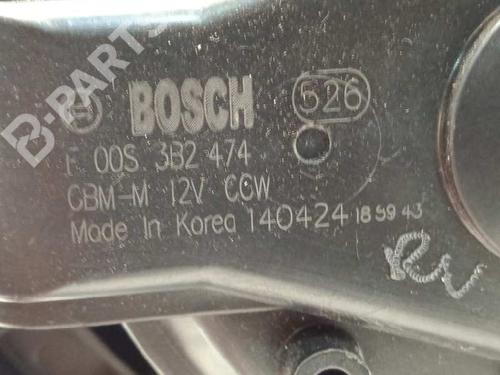 B-PARTS
BOSCH 526
F 00S 3B2 474
CBM-M 12V CCW
Made In Korea 140424 18 59 43